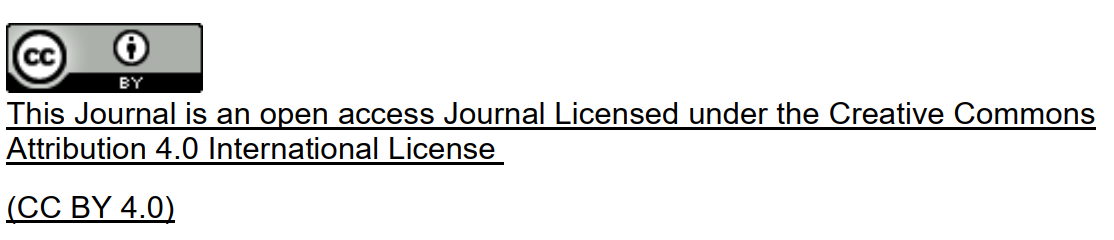 cc
BY
This Journal is an open access Journal Licensed under the Creative Commons
Attribution 4.0 International License
(CC BY 4.0)